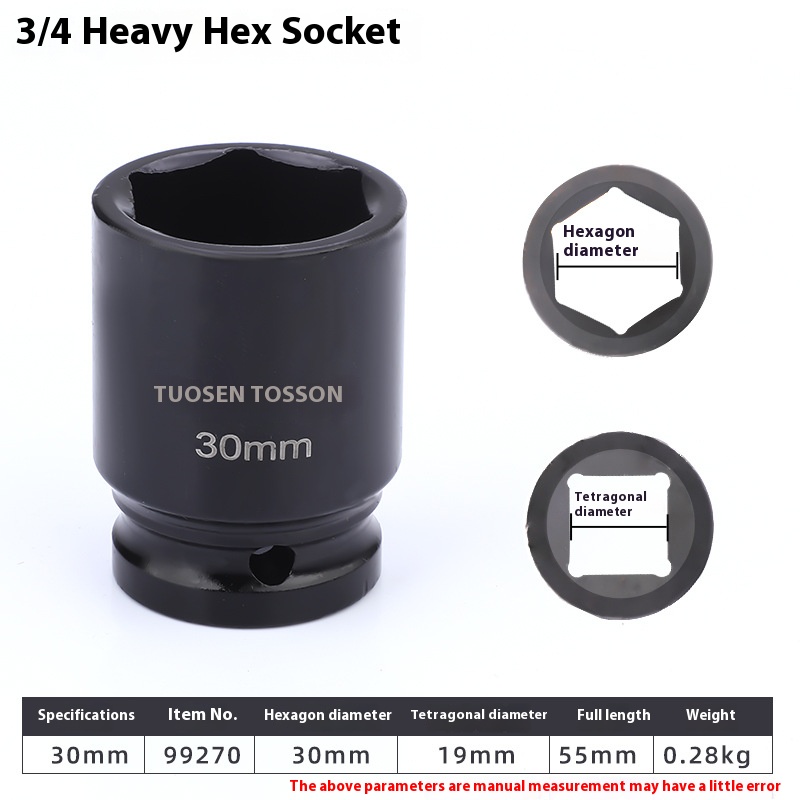 3/4 Heavy Hex Socket
Hexagon
diameter
TUOSEN TOSSON
30mm
Tetragonal
diameter
Specifications Item No. Hexagon diameter Tetragonal diameter Full length Weight
30mm 99270 30mm 19mm 55mm 0.28kg
The above parameters are manual measurement may have a little error